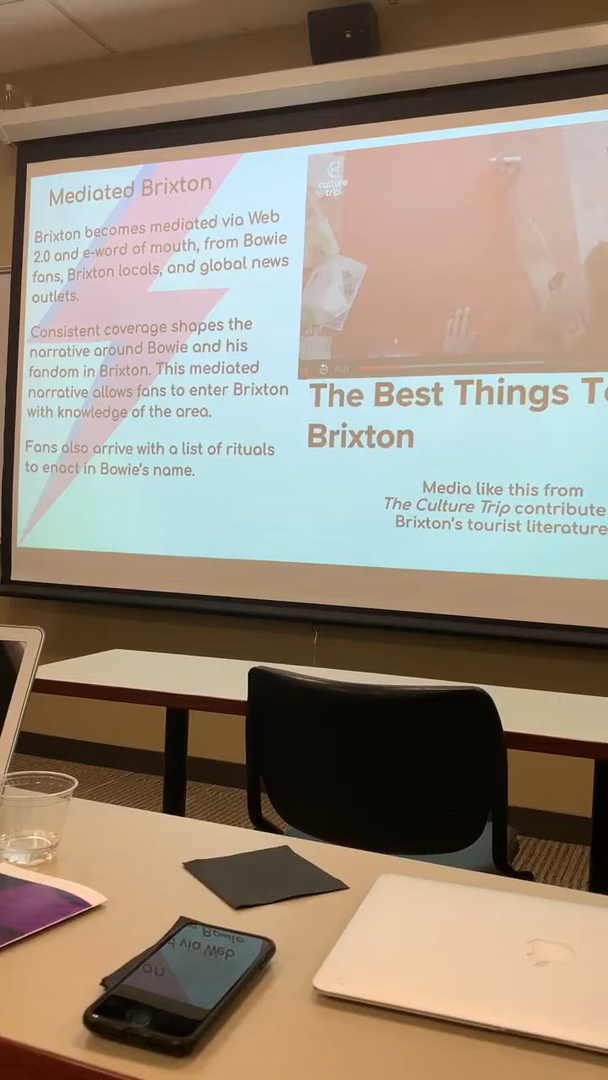 Mediated Brixton
Brixton becomes mediated via Web
2.0 and e-word of mouth, from Bowie
fans, Brixton locals, and global news
outlets.
Consistent coverage shapes the
narrative around Bowie and his
fandom in Brixton. This mediated
narrative allows fans to enter Brixton
with knowledge of the area.
Fans also arrive with a list of rituals
to enact in Bowie's name.
culture
trip
The Best Things T
Brixton
Media like this from
The Culture Trip contribute
Brixton's tourist literature
Bowie
d via Web
on